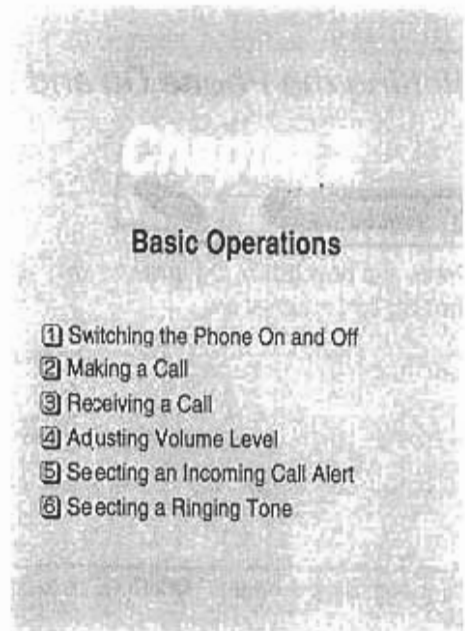 Chapter
Basic Operations
1 Switching the Phone On and Off
2 Making a Call
3 Receiving a Call
4 Adjusting Volume Level
5 Selecting an Incoming Call Alert
6 Selecting a Ringing Tone